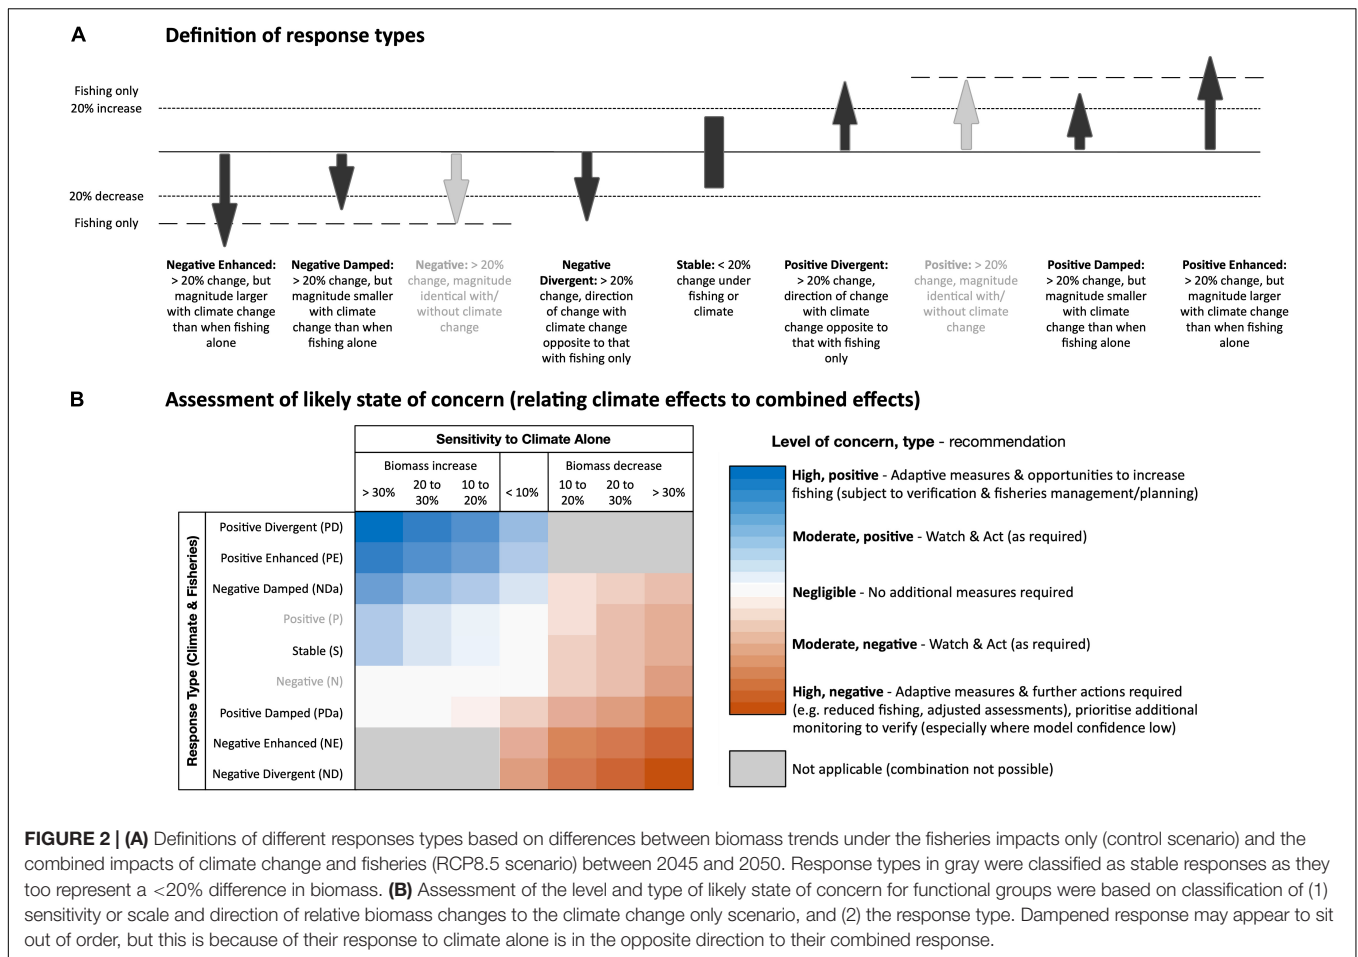 A Definition of response types
Fishing only
20% increase
20% decrease
Fishing only
Negative Enhanced:
> 20% change, but
magnitude larger
with climate change
than when fishing
alone
Negative Damped:
> 20% change, but
magnitude smaller
with climate
change than when
fishing alone
Negative: > 20%
change, magnitude
identical with/
without climate
change
Negative
Divergent: > 20%
change, direction
of change with
climate change
opposite to that
with fishing only
Stable: < 20%
change under
fishing or
climate
Positive Divergent:
> 20% change,
direction of change
with climate
change opposite to
that with fishing
only
Positive: > 20%
change, magnitude
identical with/
without climate
change
Positive Damped:
> 20% change, but
magnitude smaller
with climate
change than when
fishing alone
Positive Enhanced:
> 20% change, but
magnitude larger
with climate change
than when fishing
alone
B Assessment of likely state of concern (relating climate effects to combined effects)
Sensitivity to Climate Alone
Biomass increase
Biomass decrease
> 30%
20 to
30%
10 to
20%
< 10%
10 to
20%
20 to
30%
> 30%
Response Type (Climate & Fisheries)
Positive Divergent (PD)
Positive Enhanced (PE)
Negative Damped (NDa)
Positive (P)
Stable (S)
Negative (N)
Positive Damped (PDa)
Negative Enhanced (NE)
Negative Divergent (ND)
Level of concern, type - recommendation
High, positive - Adaptive measures & opportunities to increase
fishing (subject to verification & fisheries management/planning)
Moderate, positive - Watch & Act (as required)
Negligible - No additional measures required
Moderate, negative - Watch & Act (as required)
High, negative - Adaptive measures & further actions required
(e.g. reduced fishing, adjusted assessments), prioritise additional
monitoring to verify (especially where model confidence low)
Not applicable (combination not possible)
FIGURE 2 | (A) Definitions of different responses types based on differences between biomass trends under the fisheries impacts only (control scenario) and the
combined impacts of climate change and fisheries (RCP8.5 scenario) between 2045 and 2050. Response types in gray were classified as stable responses as they
too represent a <20% difference in biomass. (B) Assessment of the level and type of likely state of concern for functional groups were based on classification of (1)
sensitivity or scale and direction of relative biomass changes to the climate change only scenario, and (2) the response type. Dampened response may appear to sit
out of order, but this is because of their response to climate alone is in the opposite direction to their combined response.